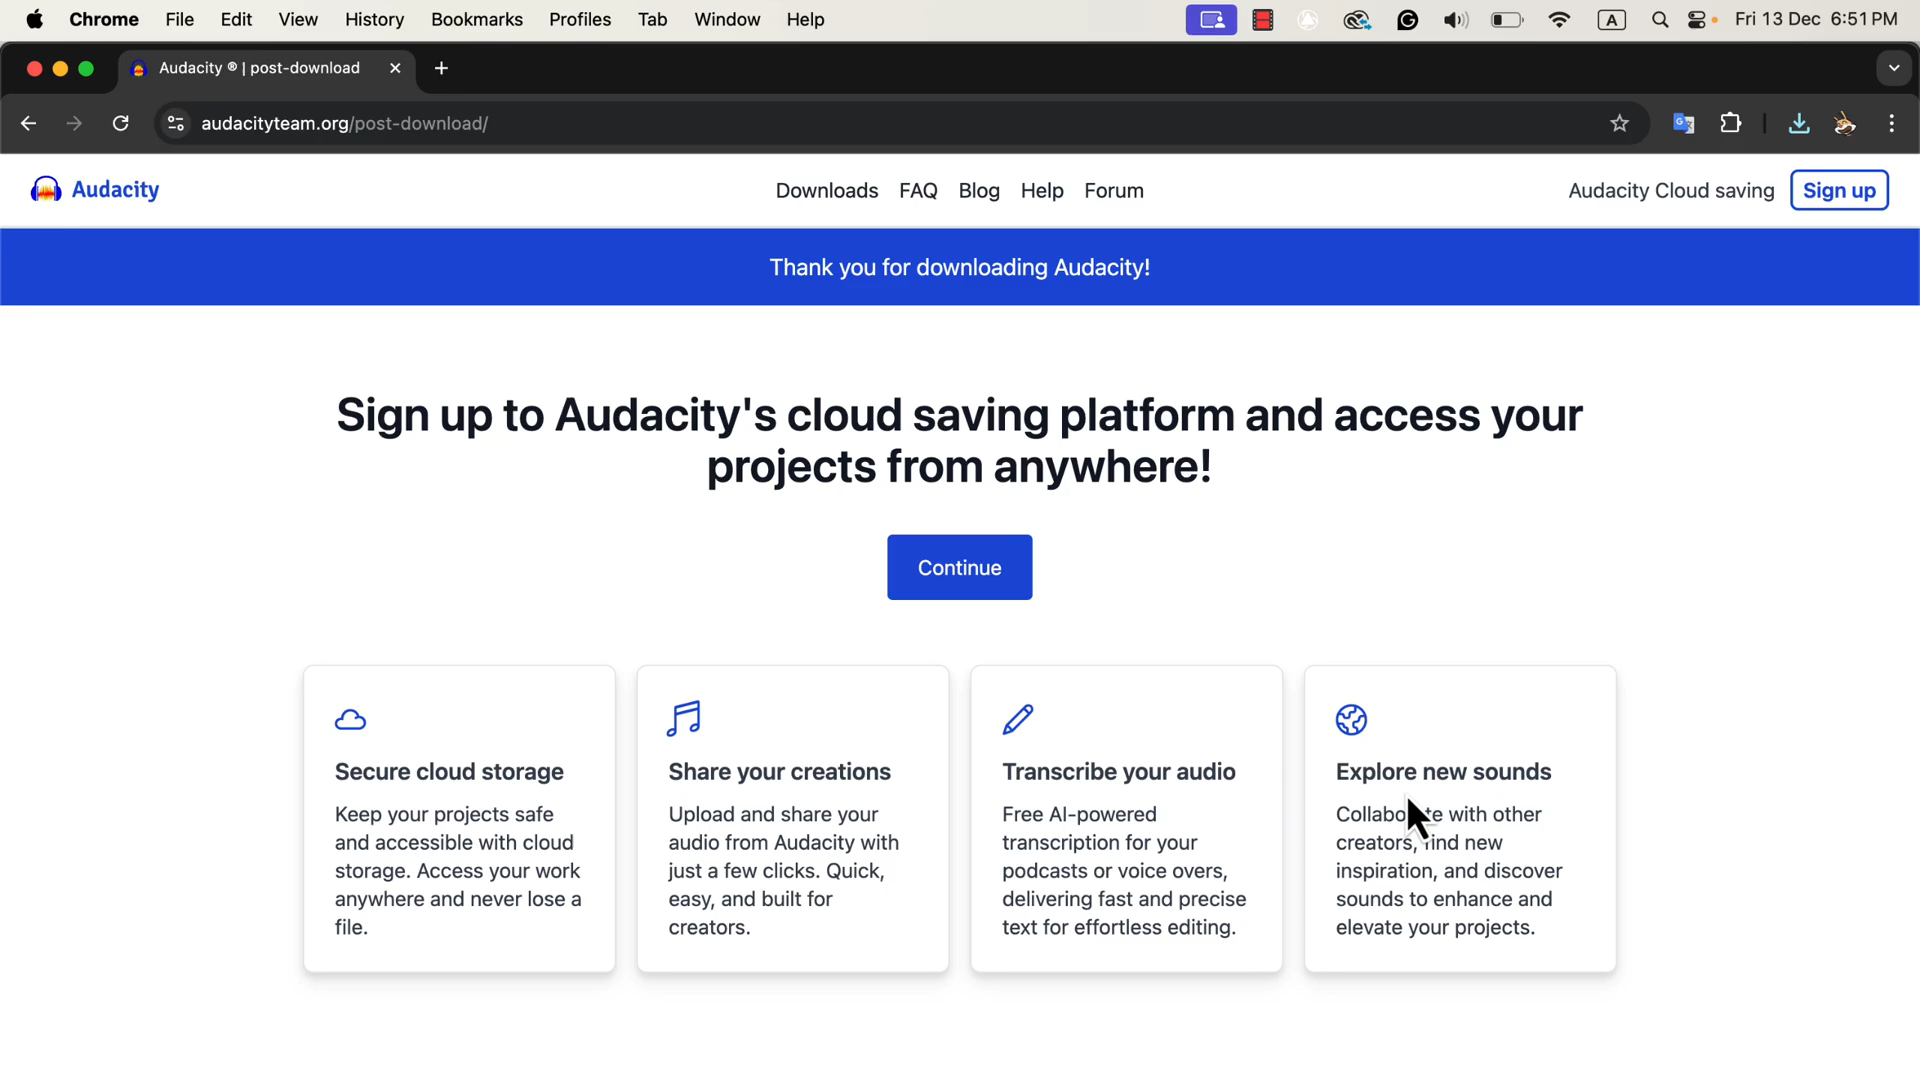 Chrome File Edit View History Bookmarks Profiles Tab Window Help A Fri 13 Dec 6:51 PM
Audacity ® | post-download
audacityteam.org/post-download/
Audacity Downloads FAQ Blog Help Forum Audacity Cloud saving Sign up
Thank you for downloading Audacity!
Sign up to Audacity's cloud saving platform and access your
projects from anywhere!
Continue
Secure cloud storage
Keep your projects safe
and accessible with cloud
storage. Access your work
anywhere and never lose a
file.
Share your creations
Upload and share your
audio from Audacity with
just a few clicks. Quick,
easy, and built for
creators.
Transcribe your audio
Free AI-powered
transcription for your
podcasts or voice overs,
delivering fast and precise
text for effortless editing.
Explore new sounds
Collaborate with other
creators, find new
inspiration, and discover
sounds to enhance and
elevate your projects.